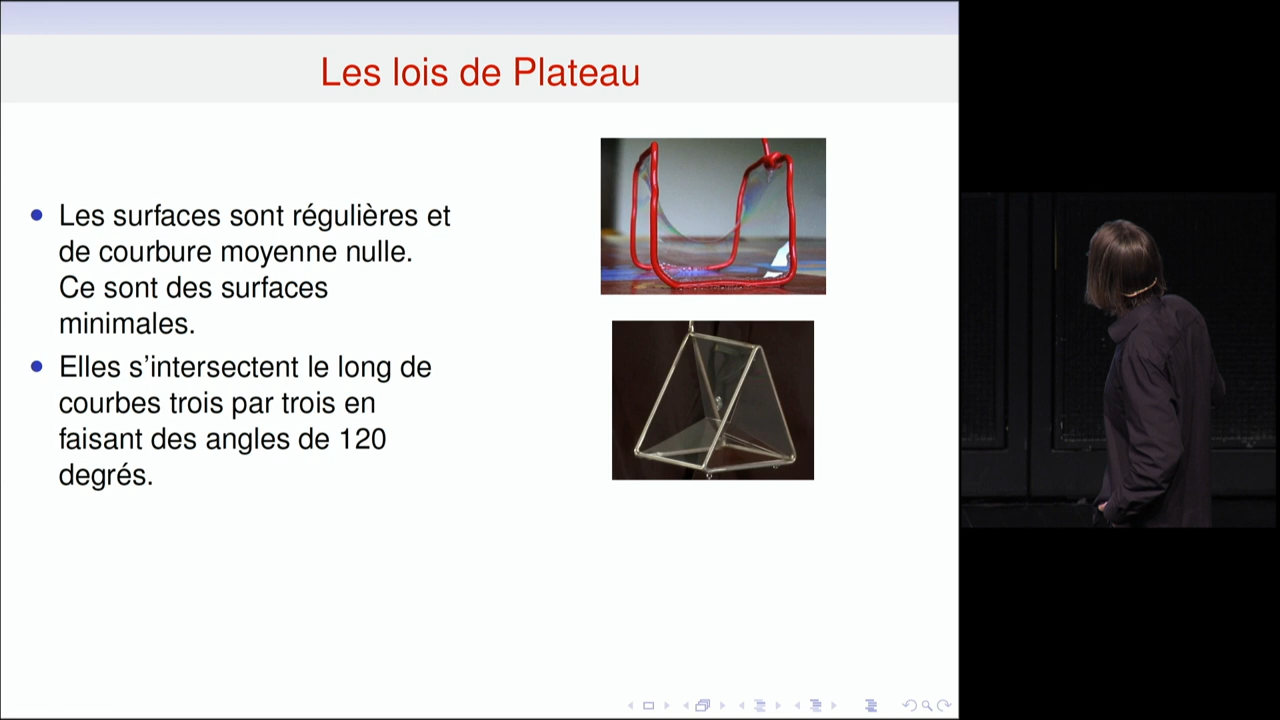 Les lois de Plateau
Les surfaces sont régulières et
de courbure moyenne nulle.
Ce sont des surfaces
minimales.
Elles s'intersectent le long de
courbes trois par trois en
faisant des angles de 120
degrés.